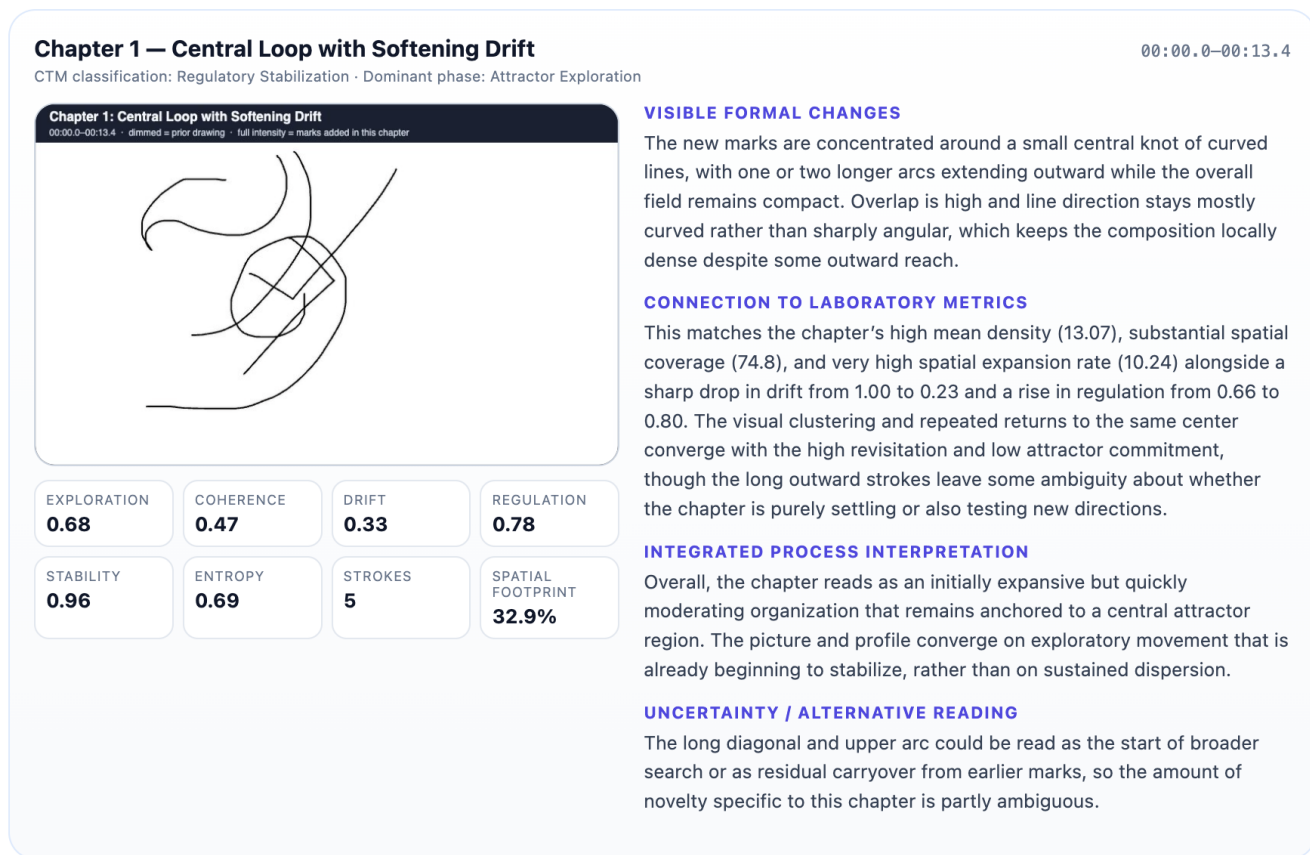 Chapter 1 — Central Loop with Softening Drift
00:00.0–00:13.4
CTM classification: Regulatory Stabilization · Dominant phase: Attractor Exploration
Chapter 1: Central Loop with Softening Drift
00:00.0–00:13.4 · dimmed = prior drawing · full intensity = marks added in this chapter
EXPLORATION
0.68
COHERENCE
0.47
DRIFT
0.33
REGULATION
0.78
STABILITY
0.96
ENTROPY
0.69
STROKES
5
SPATIAL
FOOTPRINT
32.9%
VISIBLE FORMAL CHANGES
The new marks are concentrated around a small central knot of curved
lines, with one or two longer arcs extending outward while the overall
field remains compact. Overlap is high and line direction stays mostly
curved rather than sharply angular, which keeps the composition locally
dense despite some outward reach.
CONNECTION TO LABORATORY METRICS
This matches the chapter’s high mean density (13.07), substantial spatial
coverage (74.8), and very high spatial expansion rate (10.24) alongside a
sharp drop in drift from 1.00 to 0.23 and a rise in regulation from 0.66 to
0.80. The visual clustering and repeated returns to the same center
converge with the high revisitation and low attractor commitment,
though the long outward strokes leave some ambiguity about whether
the chapter is purely settling or also testing new directions.
INTEGRATED PROCESS INTERPRETATION
Overall, the chapter reads as an initially expansive but quickly
moderating organization that remains anchored to a central attractor
region. The picture and profile converge on exploratory movement that is
already beginning to stabilize, rather than on sustained dispersion.
UNCERTAINTY / ALTERNATIVE READING
The long diagonal and upper arc could be read as the start of broader
search or as residual carryover from earlier marks, so the amount of
novelty specific to this chapter is partly ambiguous.